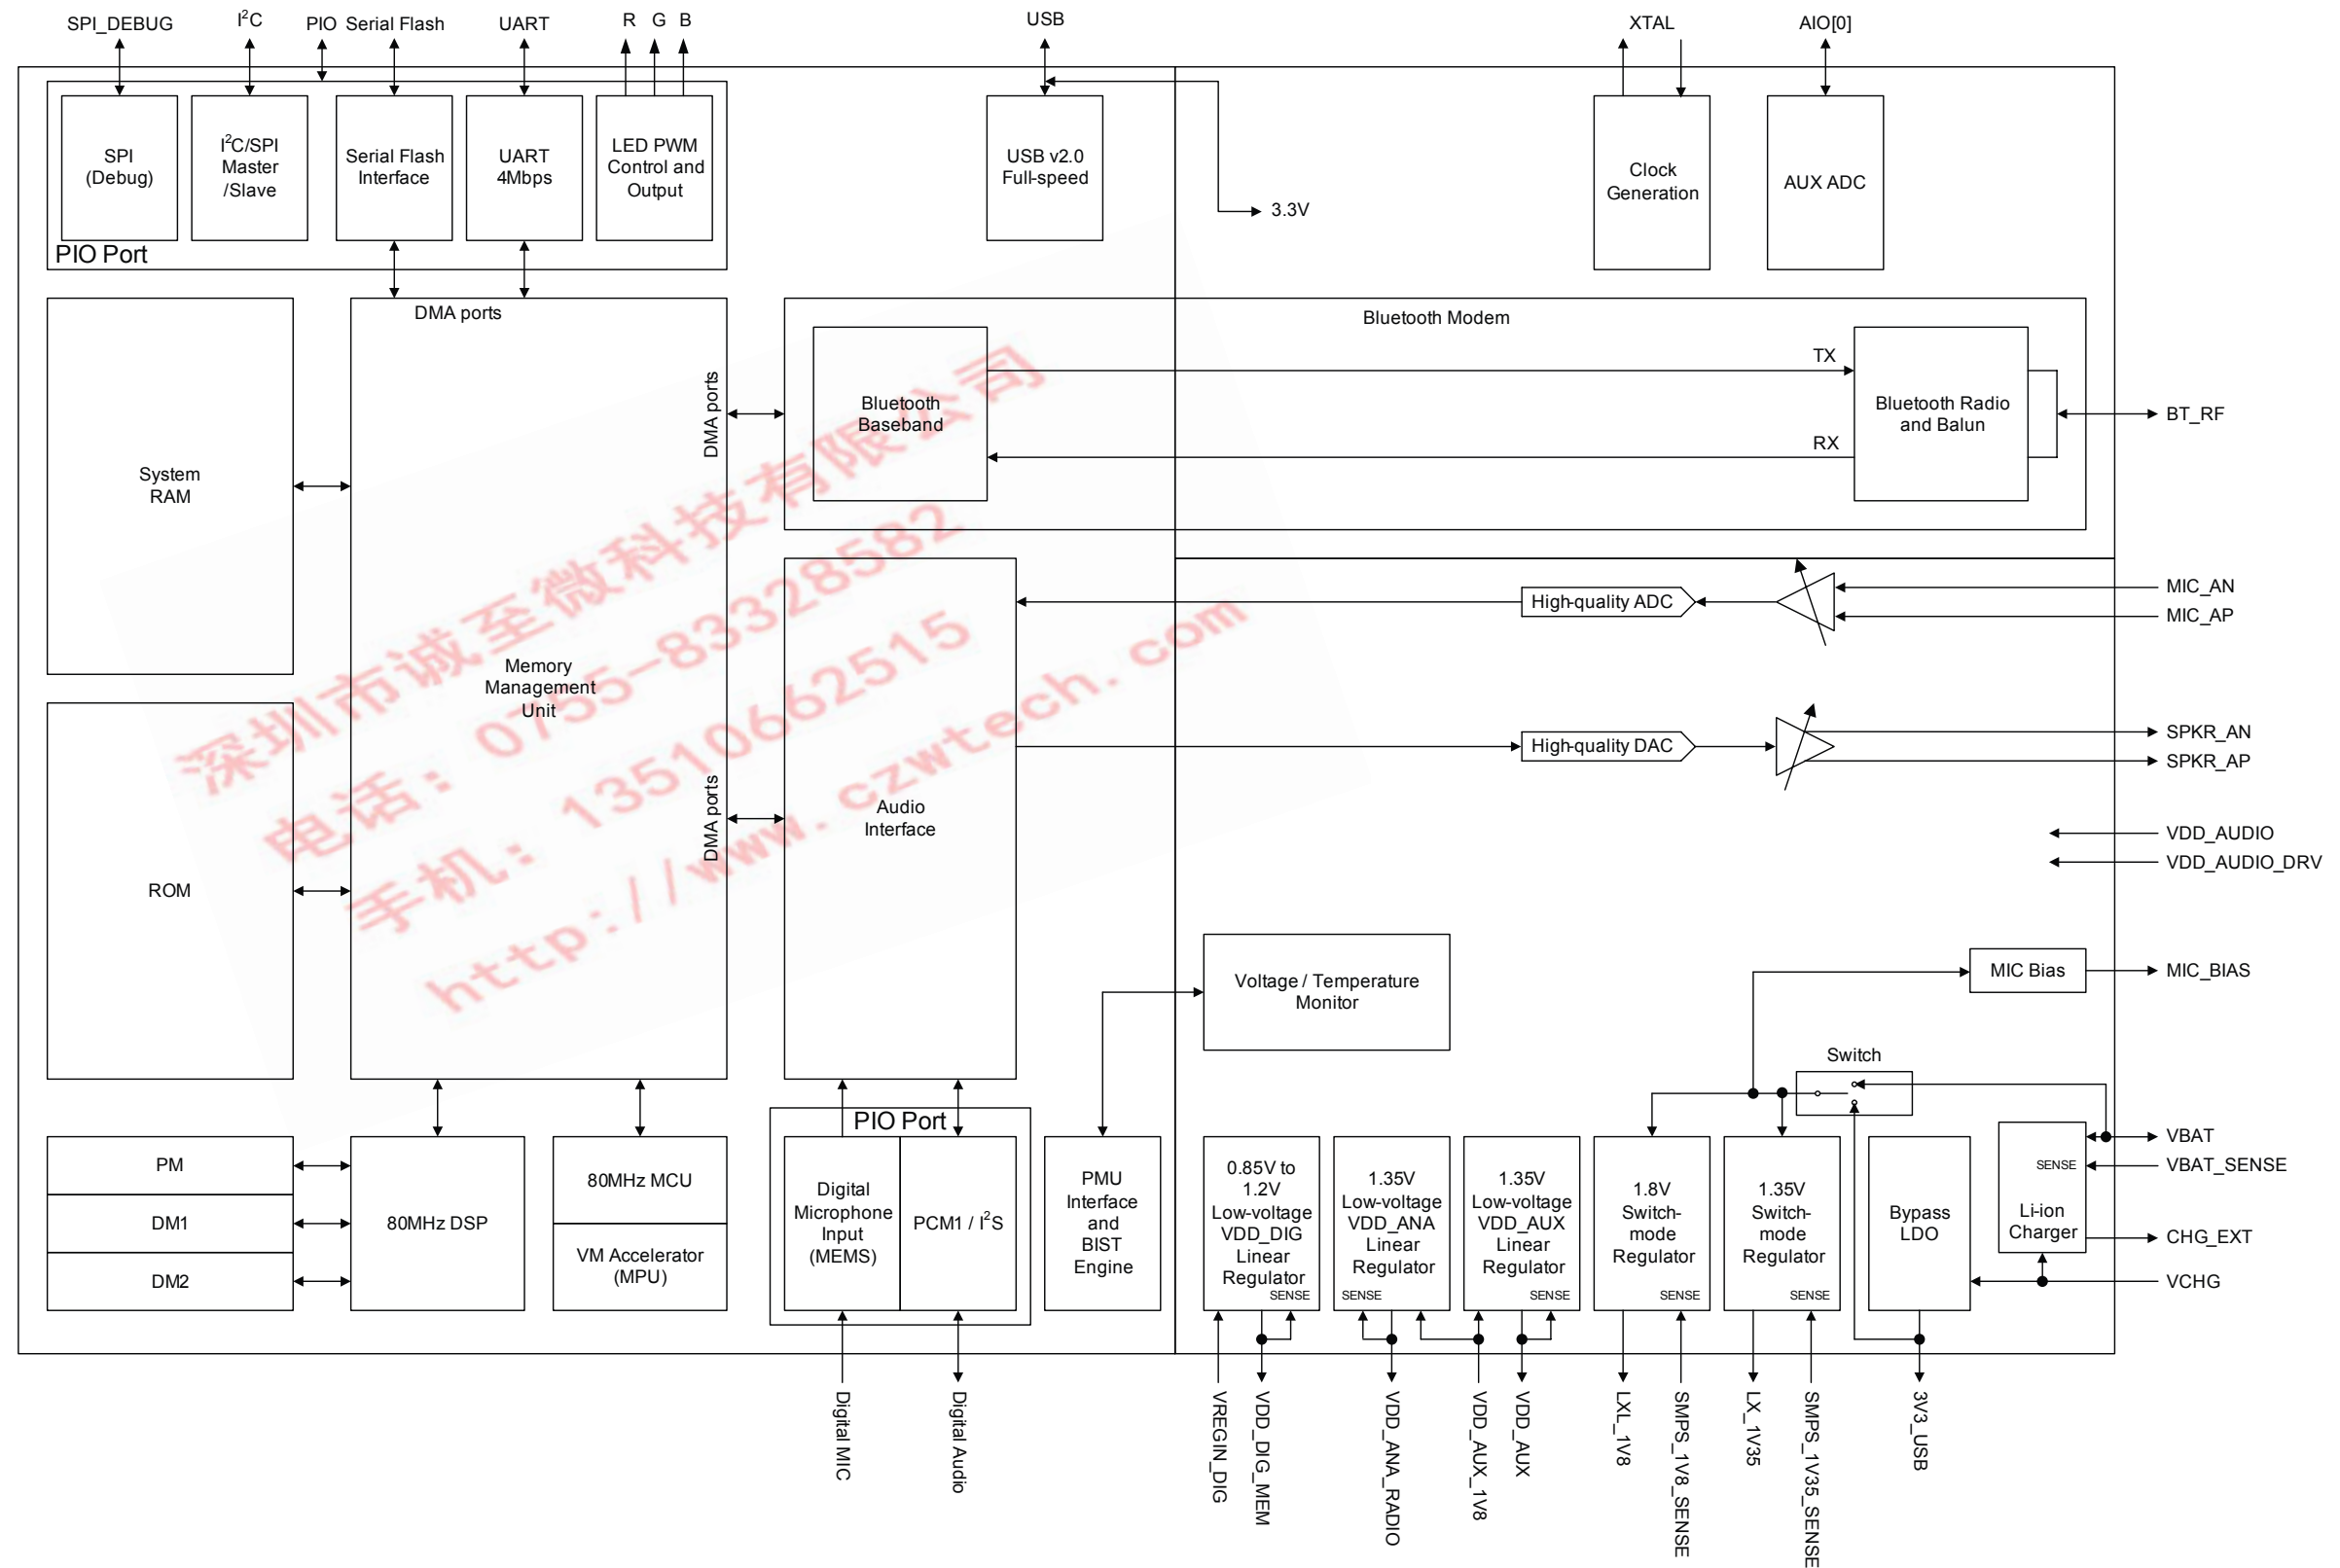 SPI_DEBUG
I²C
PIO
Serial Flash
UART
R
G
B
USB
XTAL
AIO[0]
SPI
(Debug)
I²C/SPI
Master
/Slave
Serial Flash
Interface
UART
4Mbps
LED PWM
Control and
Output
PIO Port
USB v2.0
Full-speed
3.3V
Clock
Generation
AUX ADC
DMA ports
Bluetooth Modem
System
RAM
DMA ports
Bluetooth
Baseband
TX
RX
Bluetooth Radio
and Balun
BT_RF
Memory
Management
Unit
High-quality ADC
MIC_AN
MIC_AP
High-quality DAC
SPKR_AN
SPKR_AP
ROM
DMA ports
Audio
Interface
VDD_AUDIO
VDD_AUDIO_DRV
深圳市诚至微科技有限公司
电话：0755-83328582
手机：13510662515
http://www.czwtech.com
Voltage / Temperature
Monitor
MIC Bias
MIC_BIAS
Switch
PM
DM1
DM2
80MHz DSP
80MHz MCU
VM Accelerator
(MPU)
PIO Port
Digital
Microphone
Input
(MEMS)
PCM1 / I²S
PMU
Interface
and
BIST
Engine
0.85V to
1.2V
Low-voltage
VDD_DIG
Linear
Regulator
SENSE
1.35V
Low-voltage
VDD_ANA
Linear
Regulator
SENSE
1.35V
Low-voltage
VDD_AUX
Linear
Regulator
SENSE
1.8V
Switch-
mode
Regulator
SENSE
1.35V
Switch-
mode
Regulator
SENSE
Bypass
LDO
SENSE
Li-ion
Charger
VBAT
VBAT_SENSE
CHG_EXT
VCHG
Digital MIC
Digital Audio
VREGIN_DIG
VDD_DIG_MEM
VDD_ANA_RADIO
VDD_AUX_1V8
VDD_AUX
LXL_1V8
SMPS_1V8_SENSE
LX_1V35
SMPS_1V35_SENSE
3V3_USB